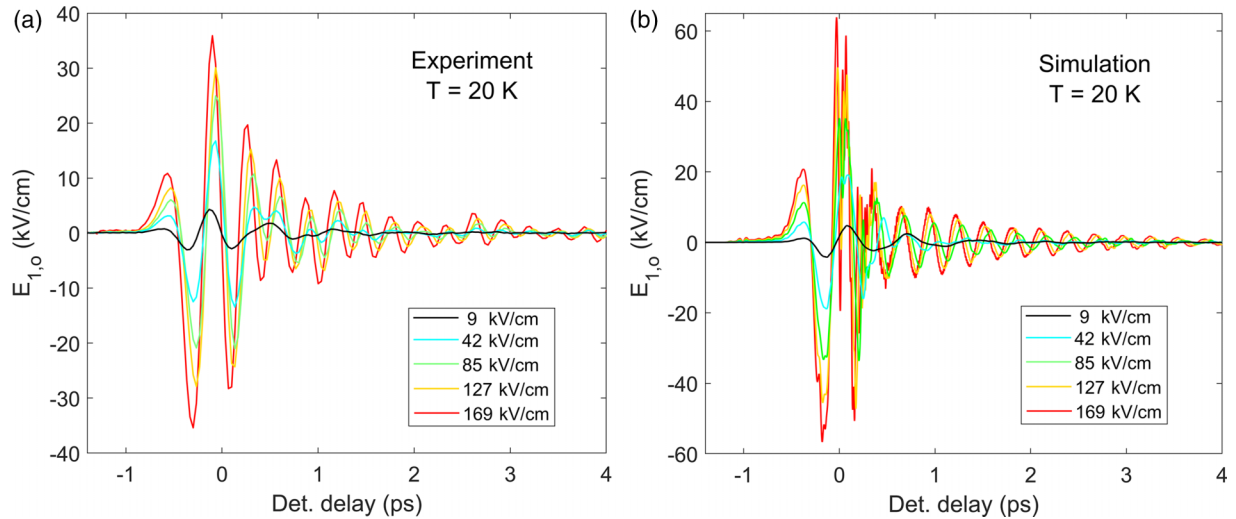 (a)
Experiment
T = 20 K
E1,o (kV/cm)
40
30
20
10
0
-10
-20
-30
-40
-1
0
1
2
3
4
Det. delay (ps)
9 kV/cm
42 kV/cm
85 kV/cm
127 kV/cm
169 kV/cm
(b)
Simulation
T = 20 K
E1,o (kV/cm)
60
40
20
0
-20
-40
-60
-1
0
1
2
3
4
Det. delay (ps)
9 kV/cm
42 kV/cm
85 kV/cm
127 kV/cm
169 kV/cm